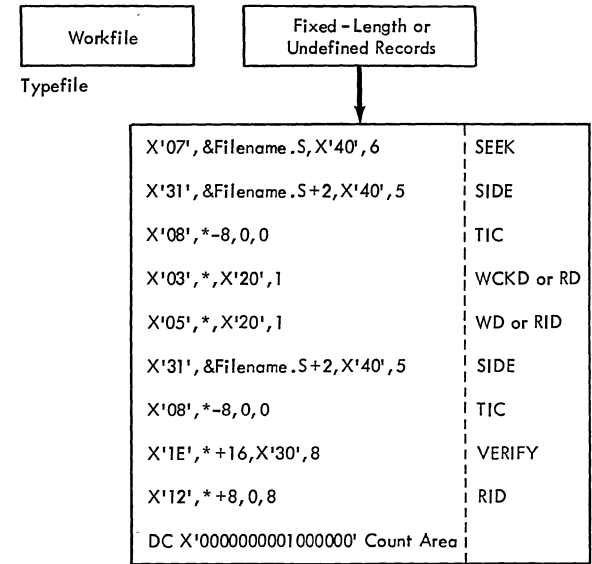 Workfile
Fixed-Length or
Undefined Records
Typefile
X'07',&Filename.S,X'40',6 SEEK
X'31',&Filename.S+2,X'40',5 SIDE
X'08',*-8,0,0 TIC
X'03',*,X'20',1 WCKD or RD
X'05',*,X'20',1 WD or RID
X'31',&Filename.S+2,X'40',5 SIDE
X'08',*-8,0,0 TIC
X'1E',*+16,X'30',8 VERIFY
X'12',*+8,0,8 RID
DC X'0000000001000000' Count Area